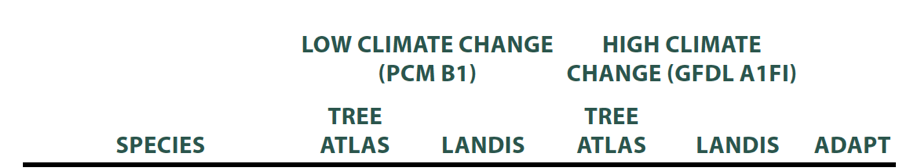 LOW CLIMATE CHANGE HIGH CLIMATE
(PCM B1) CHANGE (GFDL A1FI)
TREE TREE
SPECIES ATLAS LANDIS ATLAS LANDIS ADAPT